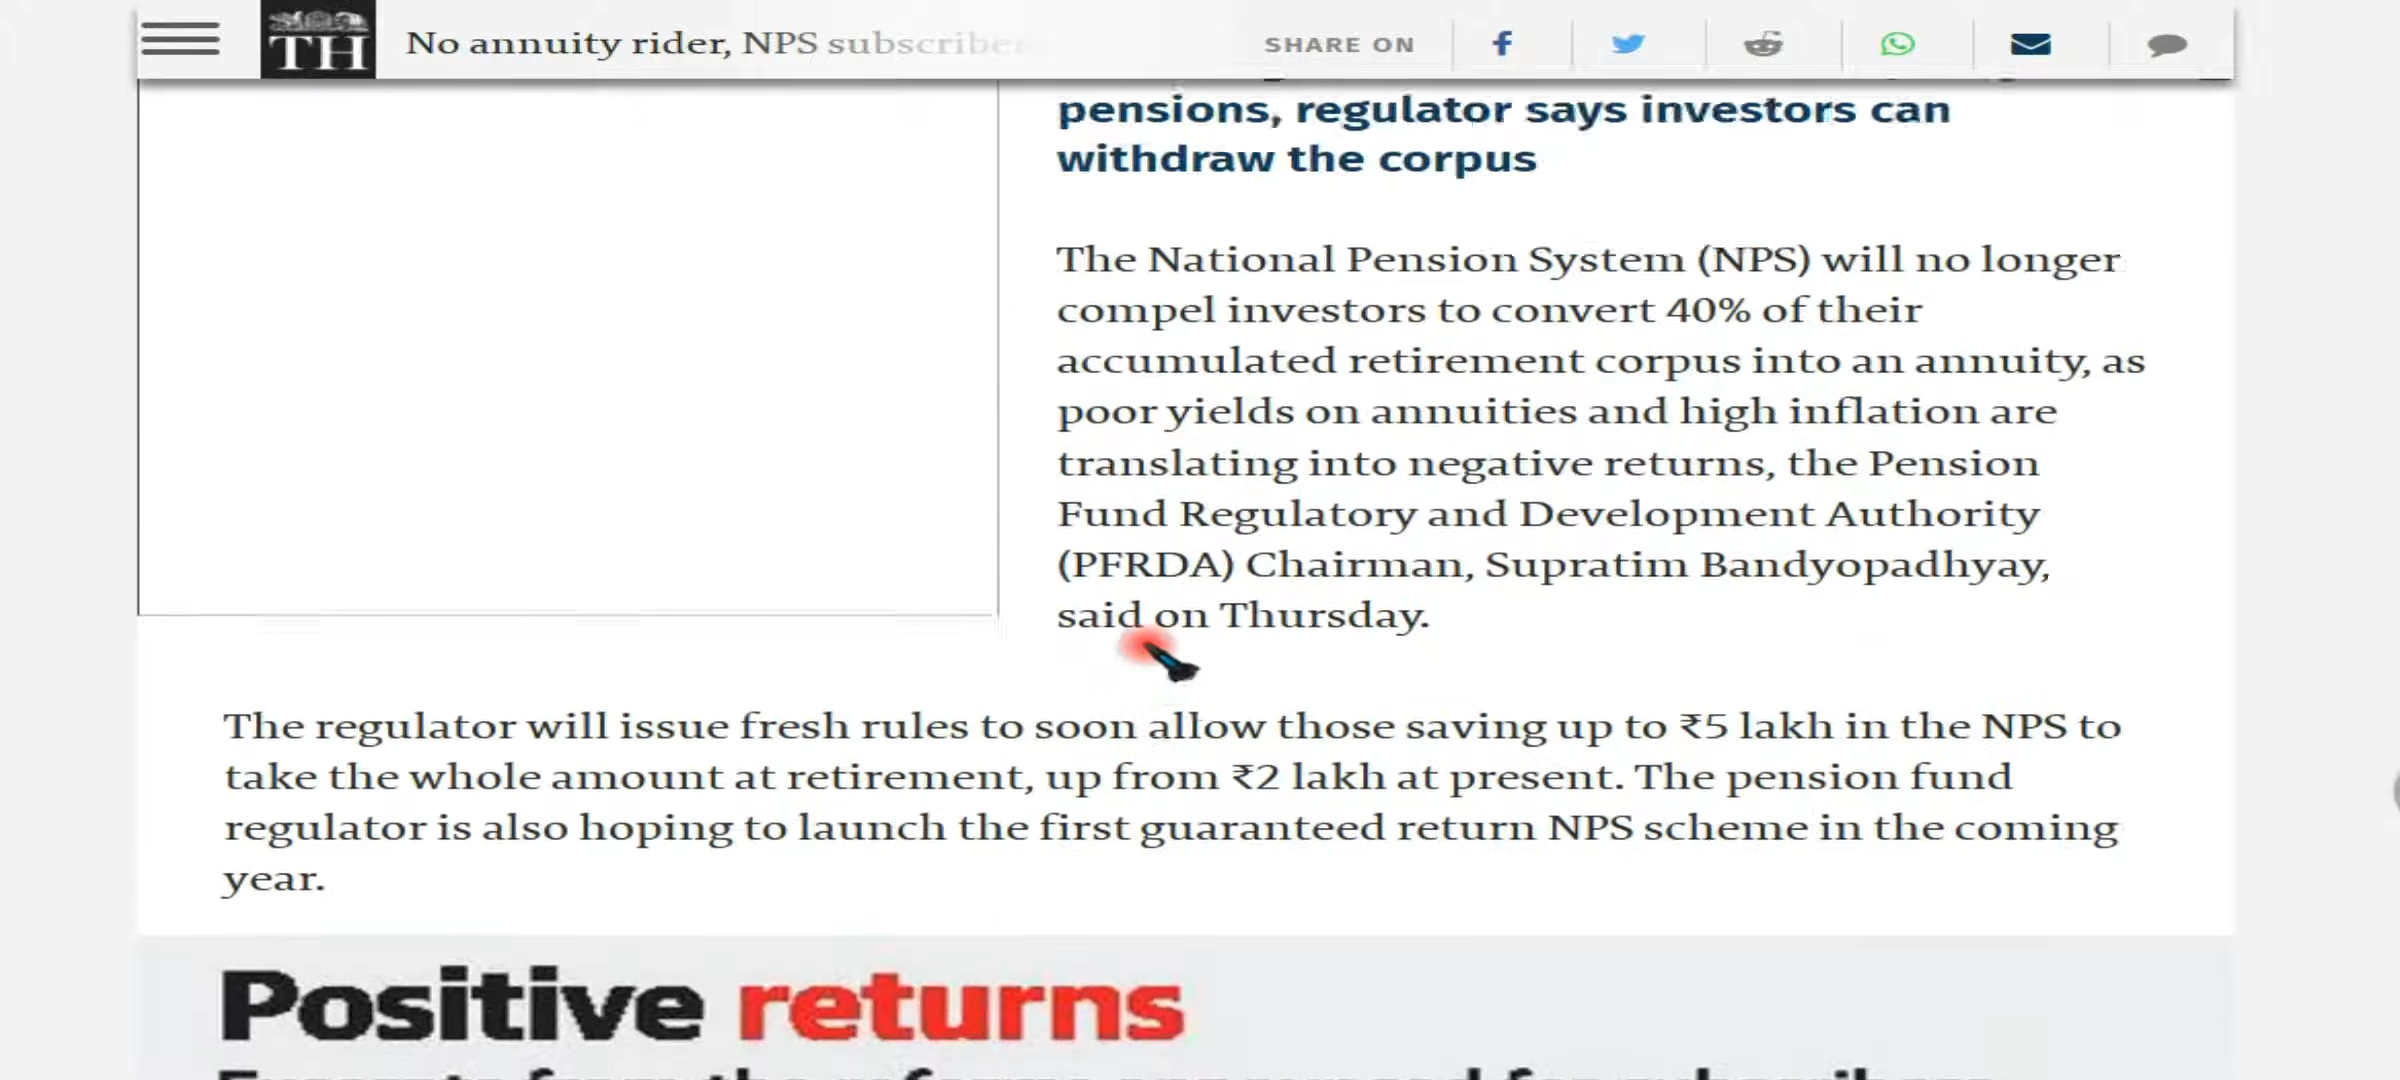 TH
No annuity rider, NPS subscribe
SHARE ON
pensions, regulator says investors can
withdraw the corpus
The National Pension System (NPS) will no longer
compel investors to convert 40% of their
accumulated retirement corpus into an annuity, as
poor yields on annuities and high inflation are
translating into negative returns, the Pension
Fund Regulatory and Development Authority
(PFRDA) Chairman, Supratim Bandyopadhyay,
said on Thursday.
The regulator will issue fresh rules to soon allow those saving up to ₹5 lakh in the NPS to
take the whole amount at retirement, up from ₹2 lakh at present. The pension fund
regulator is also hoping to launch the first guaranteed return NPS scheme in the coming
year.
Positive returns